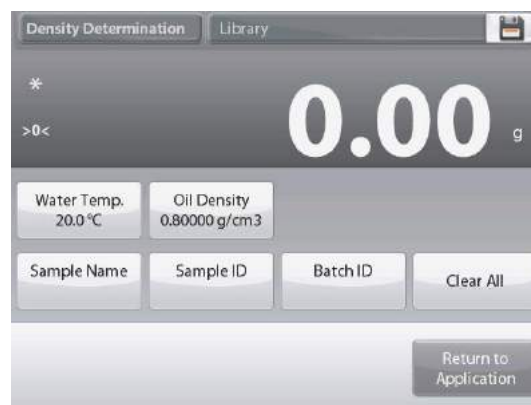 Density Determination Library
*
>0<
0.00 g
Water Temp. Oil Density
20.0 °C 0.80000 g/cm3
Sample Name Sample ID Batch ID Clear All
Return to
Application